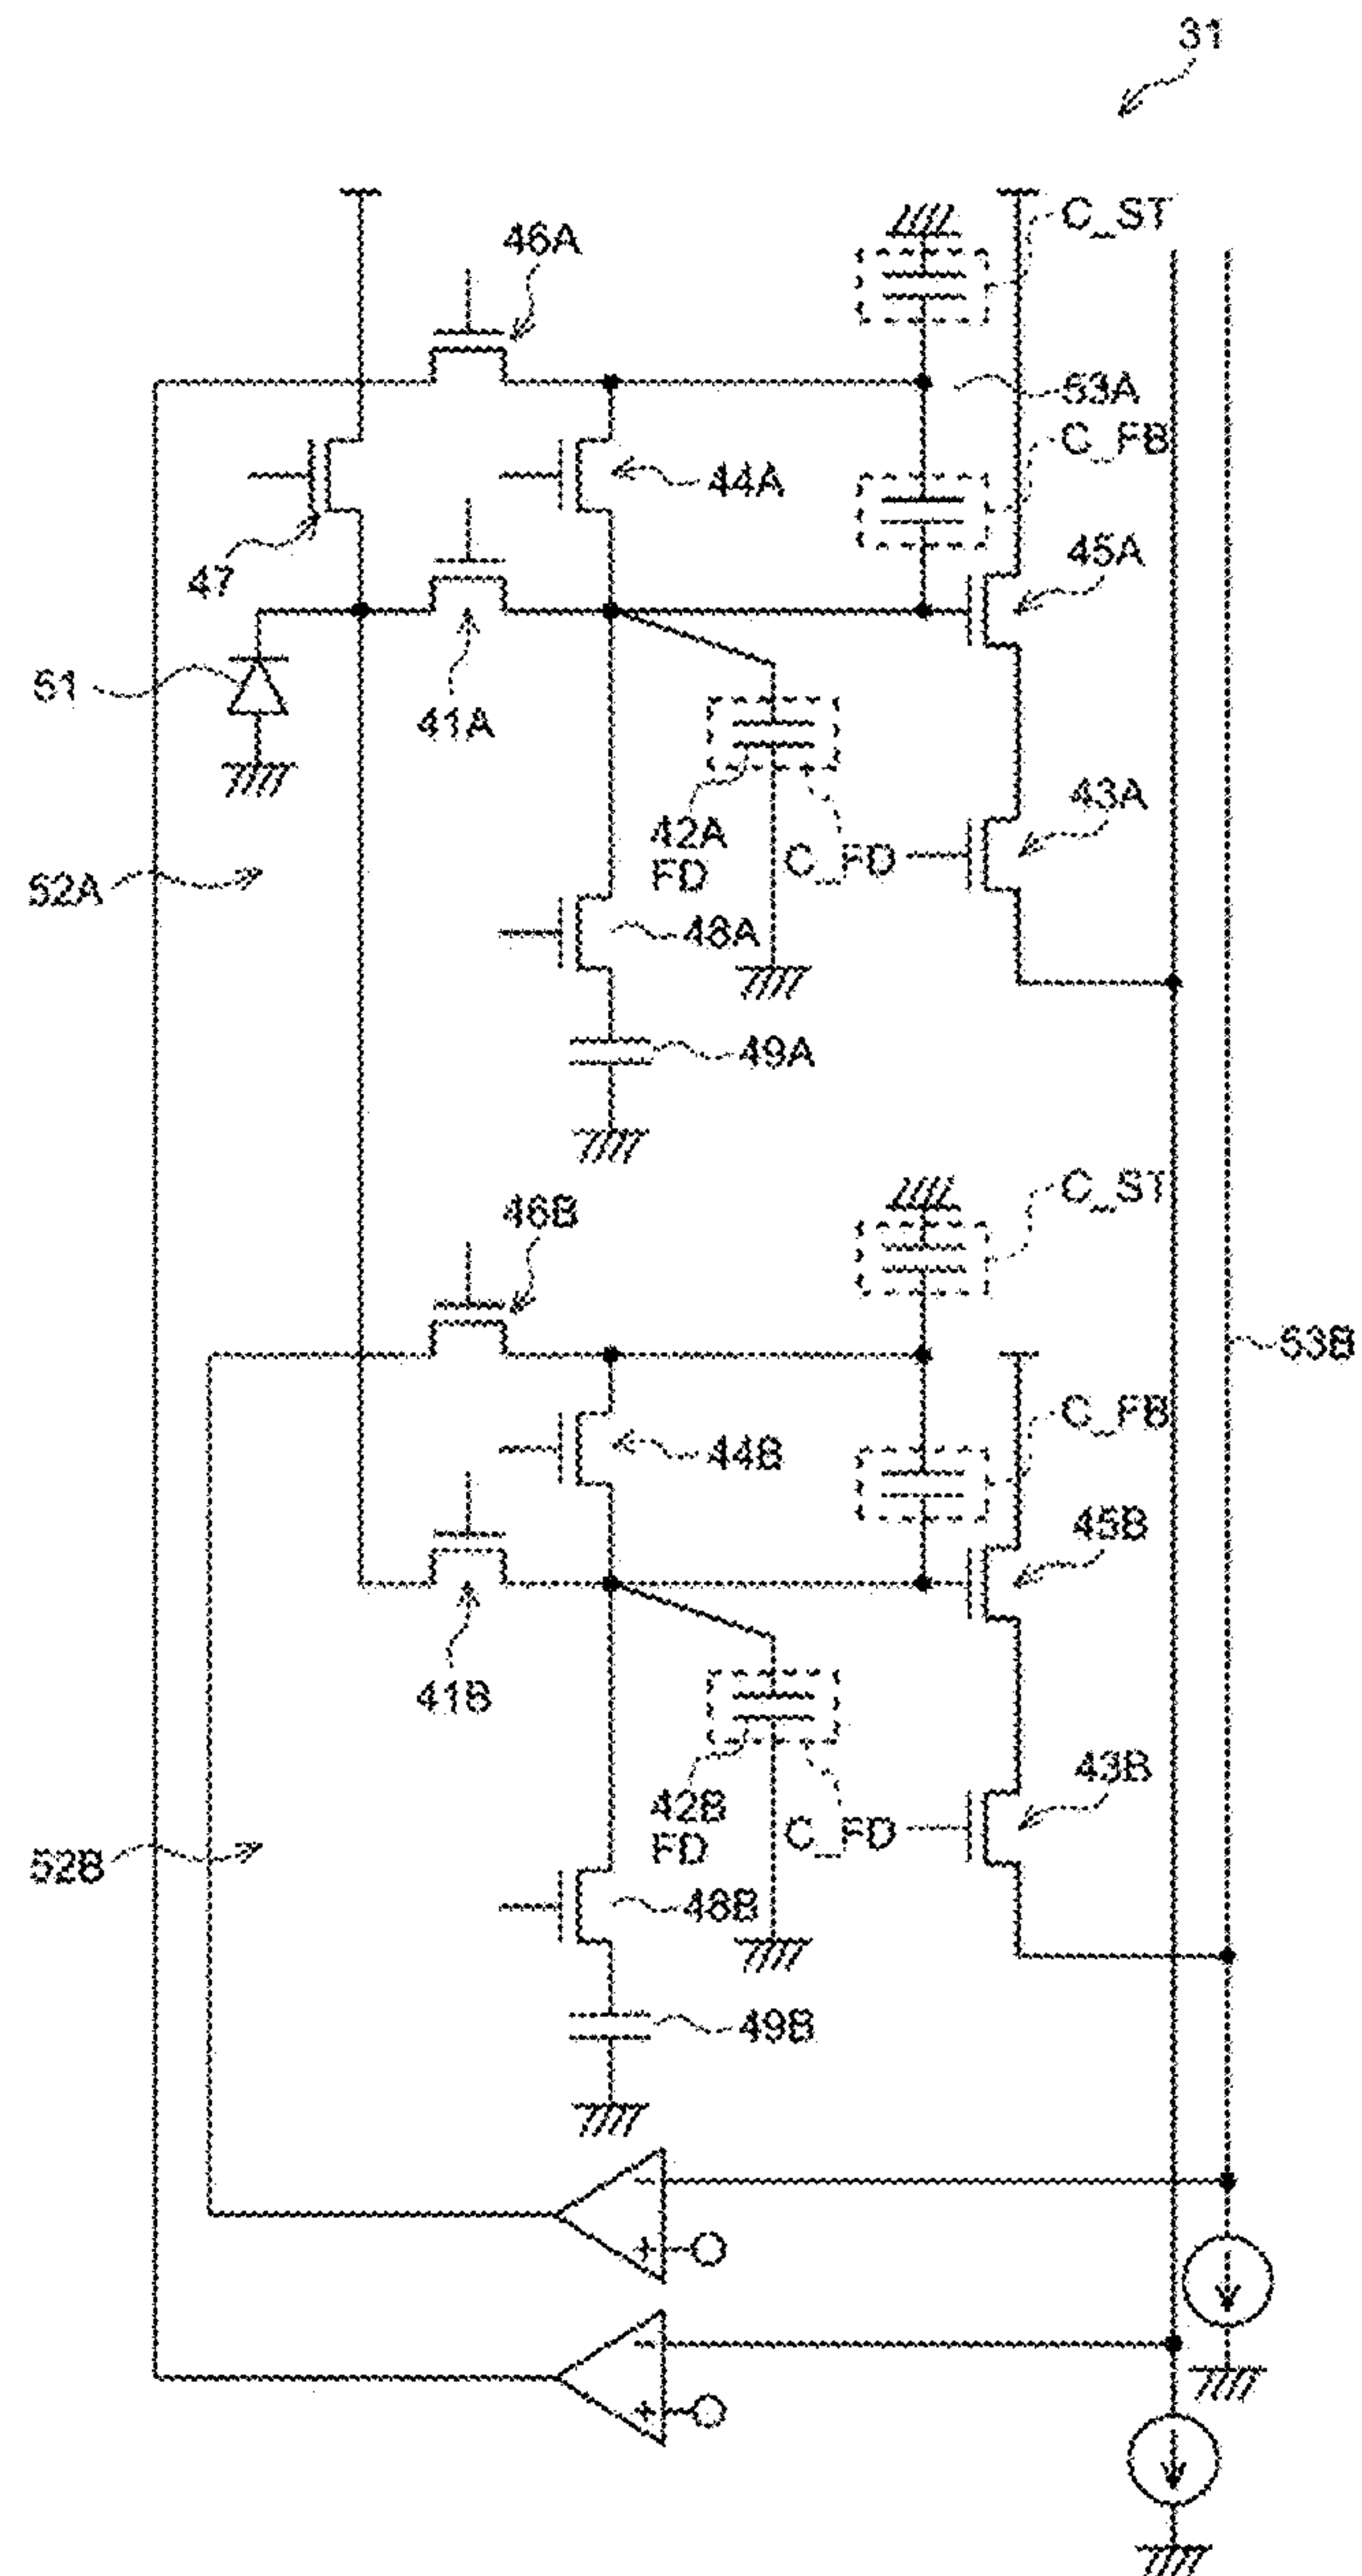 31
C_ST
46A
53A
C_FB
44A
45A
47
51
41A
43A
42A
FD
C_FD
52A
48A
49A
C_ST
46B
53B
C_FB
44B
45B
41B
43B
42B
FD
C_FD
52B
48B
49B
-
+
-
+